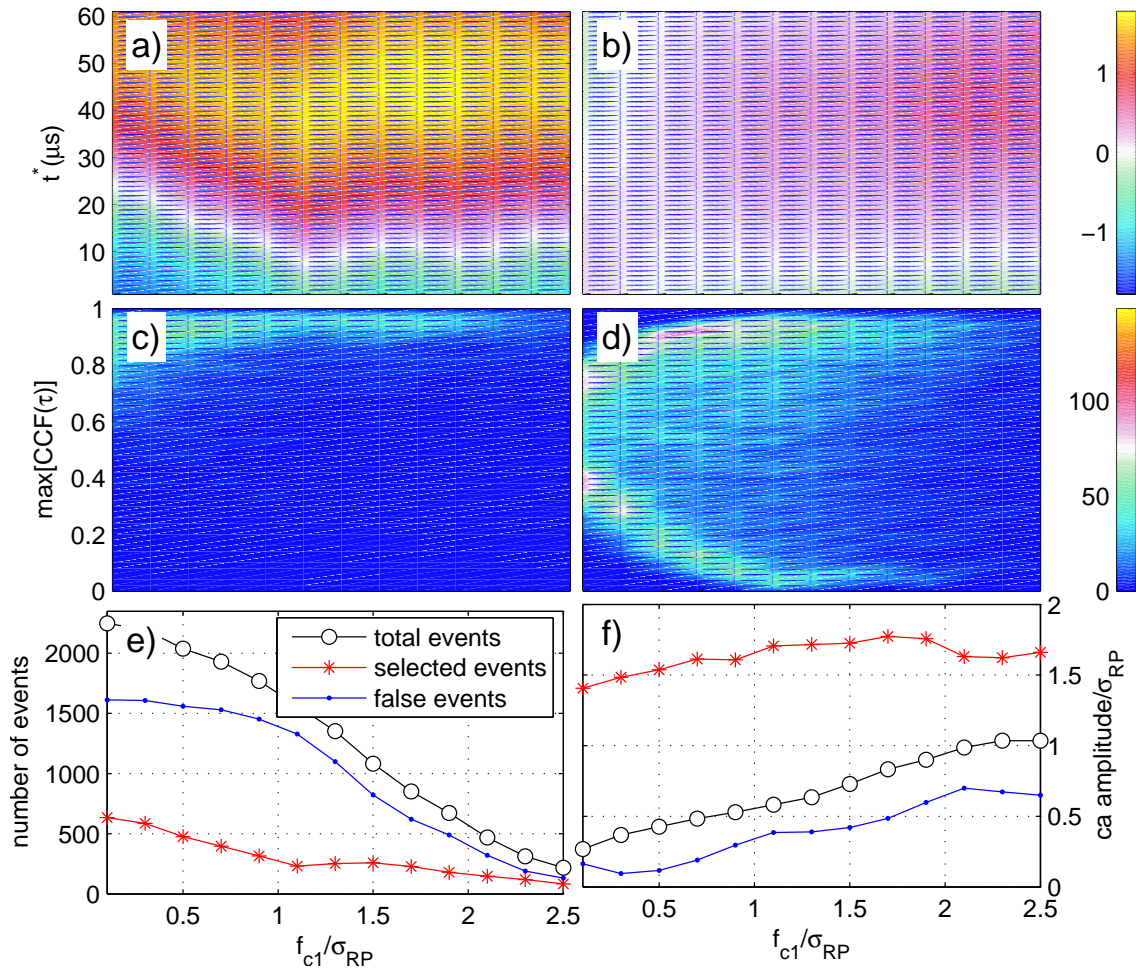 a)
b)
60
50
40
30
20
10
t* (μs)
1
0
−1
c)
d)
1
0.8
0.6
0.4
0.2
0
max[CCF(τ)]
100
50
0
e)
total events
selected events
false events
2000
1500
1000
500
0
number of events
0.5
1
1.5
2
2.5
f_c1/σ_RP
f)
2
1.5
1
0.5
0
ca amplitude/σ_RP
0.5
1
1.5
2
2.5
f_c1/σ_RP